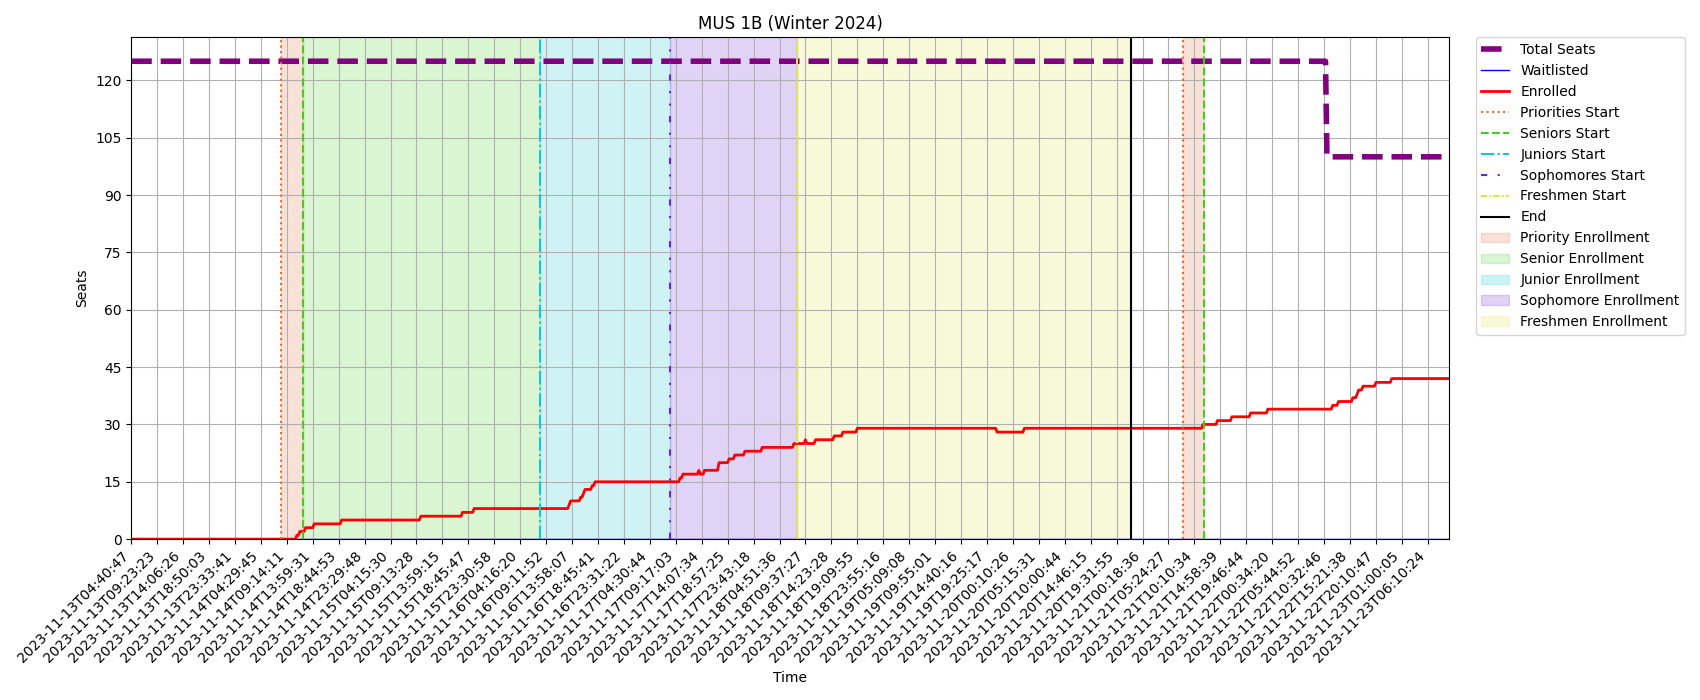 MUS 1B (Winter 2024)
Seats
120
105
90
75
60
45
30
15
0
2023-11-13T04:40:47
2023-11-13T09:23:23
2023-11-13T14:06:26
2023-11-13T18:50:03
2023-11-13T23:33:41
2023-11-14T04:29:45
2023-11-14T09:14:11
2023-11-14T13:59:31
2023-11-14T18:44:53
2023-11-14T23:29:48
2023-11-15T04:15:30
2023-11-15T09:13:28
2023-11-15T13:59:15
2023-11-15T18:45:47
2023-11-15T23:30:58
2023-11-16T04:16:20
2023-11-16T09:11:52
2023-11-16T13:58:07
2023-11-16T18:45:41
2023-11-16T23:31:22
2023-11-17T04:30:44
2023-11-17T09:17:03
2023-11-17T14:07:34
2023-11-17T18:57:25
2023-11-17T23:43:18
2023-11-18T04:51:36
2023-11-18T09:37:27
2023-11-18T14:23:28
2023-11-18T19:09:55
2023-11-18T23:55:16
2023-11-19T05:09:08
2023-11-19T09:55:01
2023-11-19T14:40:16
2023-11-19T19:25:17
2023-11-20T00:10:26
2023-11-20T05:15:31
2023-11-20T10:00:44
2023-11-20T14:46:15
2023-11-20T19:31:55
2023-11-21T00:18:36
2023-11-21T05:24:27
2023-11-21T10:10:34
2023-11-21T14:58:39
2023-11-21T19:46:44
2023-11-22T00:34:20
2023-11-22T05:44:52
2023-11-22T10:32:46
2023-11-22T15:21:38
2023-11-22T20:10:47
2023-11-23T01:00:05
2023-11-23T06:10:24
Time
Total Seats
Waitlisted
Enrolled
Priorities Start
Seniors Start
Juniors Start
Sophomores Start
Freshmen Start
End
Priority Enrollment
Senior Enrollment
Junior Enrollment
Sophomore Enrollment
Freshmen Enrollment